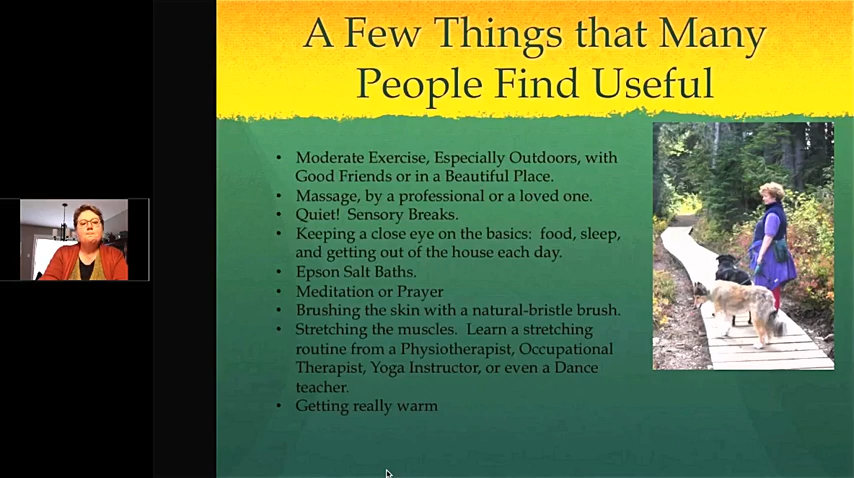 A Few Things that Many
People Find Useful
• Moderate Exercise, Especially Outdoors, with
Good Friends or in a Beautiful Place.
• Massage, by a professional or a loved one.
• Quiet!  Sensory Breaks.
• Keeping a close eye on the basics:  food, sleep,
and getting out of the house each day.
• Epson Salt Baths.
• Meditation or Prayer
• Brushing the skin with a natural-bristle brush.
• Stretching the muscles.  Learn a stretching
routine from a Physiotherapist, Occupational
Therapist, Yoga Instructor, or even a Dance
teacher.
• Getting really warm